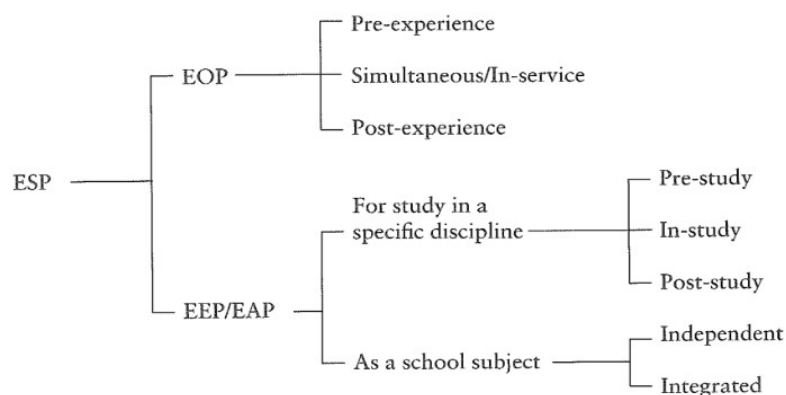 Pre-experience
EOP
Simultaneous/In-service
Post-experience
ESP
Pre-study
For study in a
specific discipline
In-study
Post-study
EEP/EAP
Independent
As a school subject
Integrated